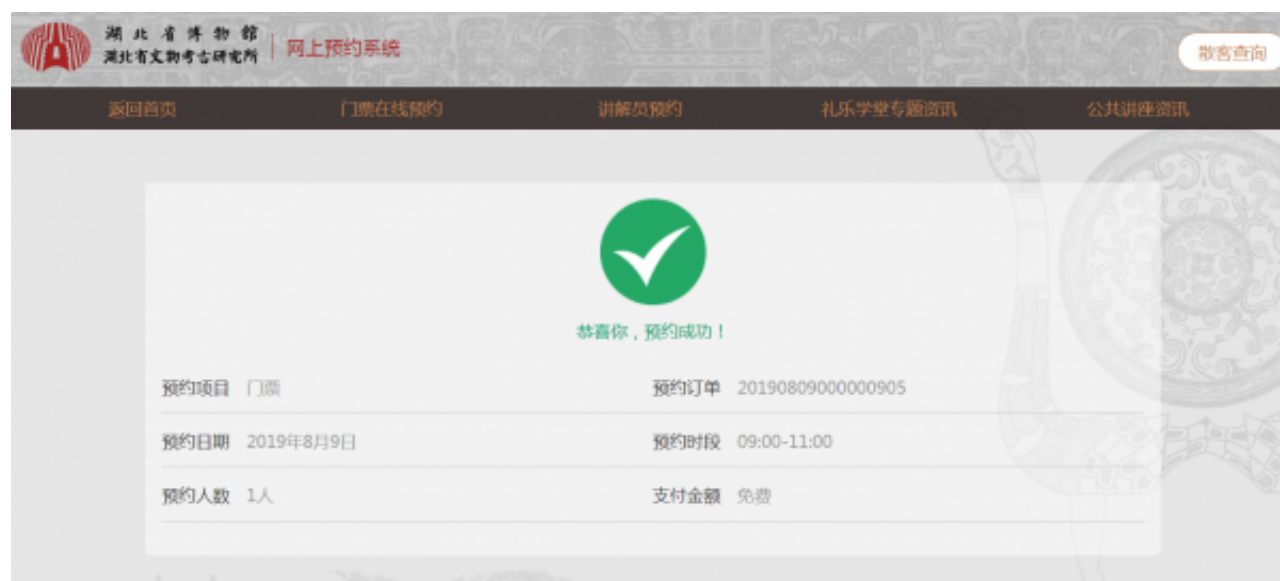 湖北省博物館
湖北省文物考古研究所
网上预约系统
散客查询
返回首页 门票在线预约 讲解员预约 礼乐学堂专题资讯 公共讲座资讯
恭喜你，预约成功！
预约项目 门票 预约订单 20190809000000905
预约日期 2019年8月9日 预约时段 09:00-11:00
预约人数 1人 支付金额 免费